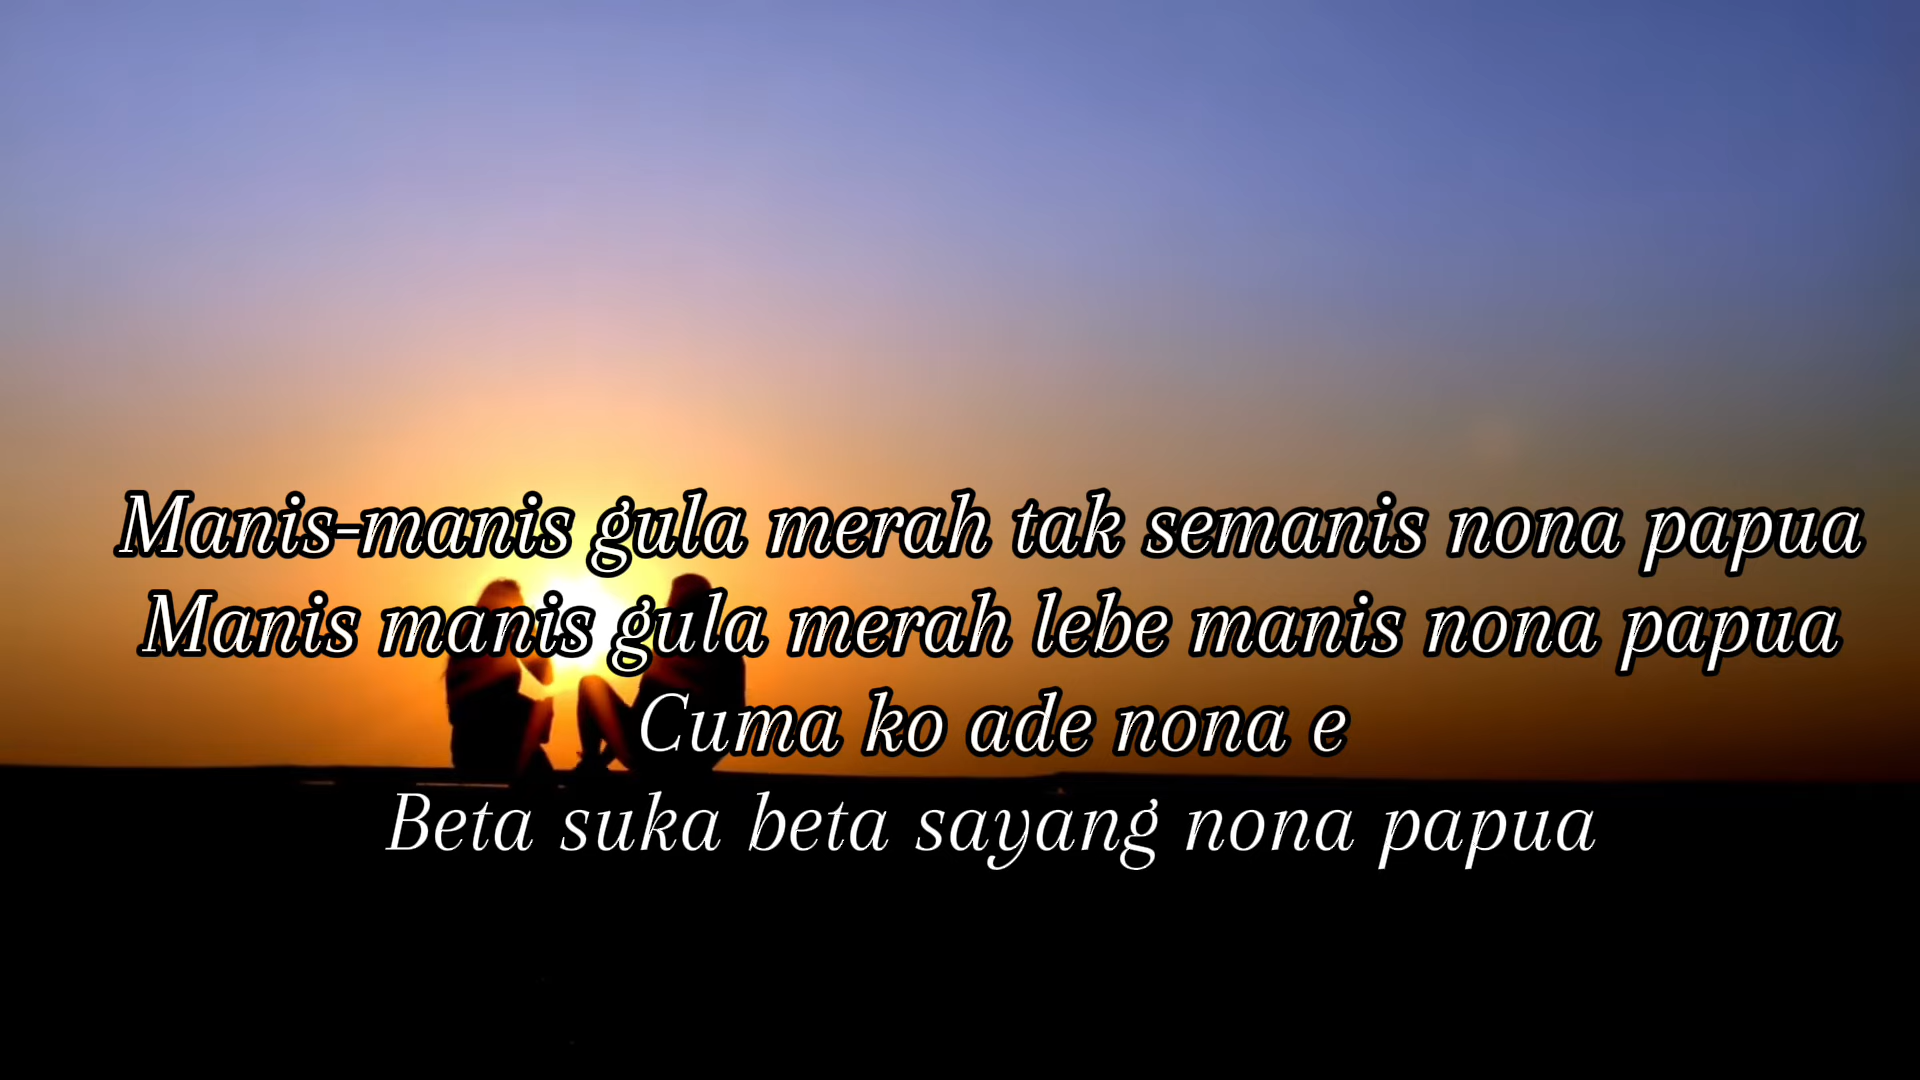 Manis-manis gula merah tak semanis nona papua
Manis manis gula merah lebe manis nona papua
Cuma ko ade nona e
Beta suka beta sayang nona papua